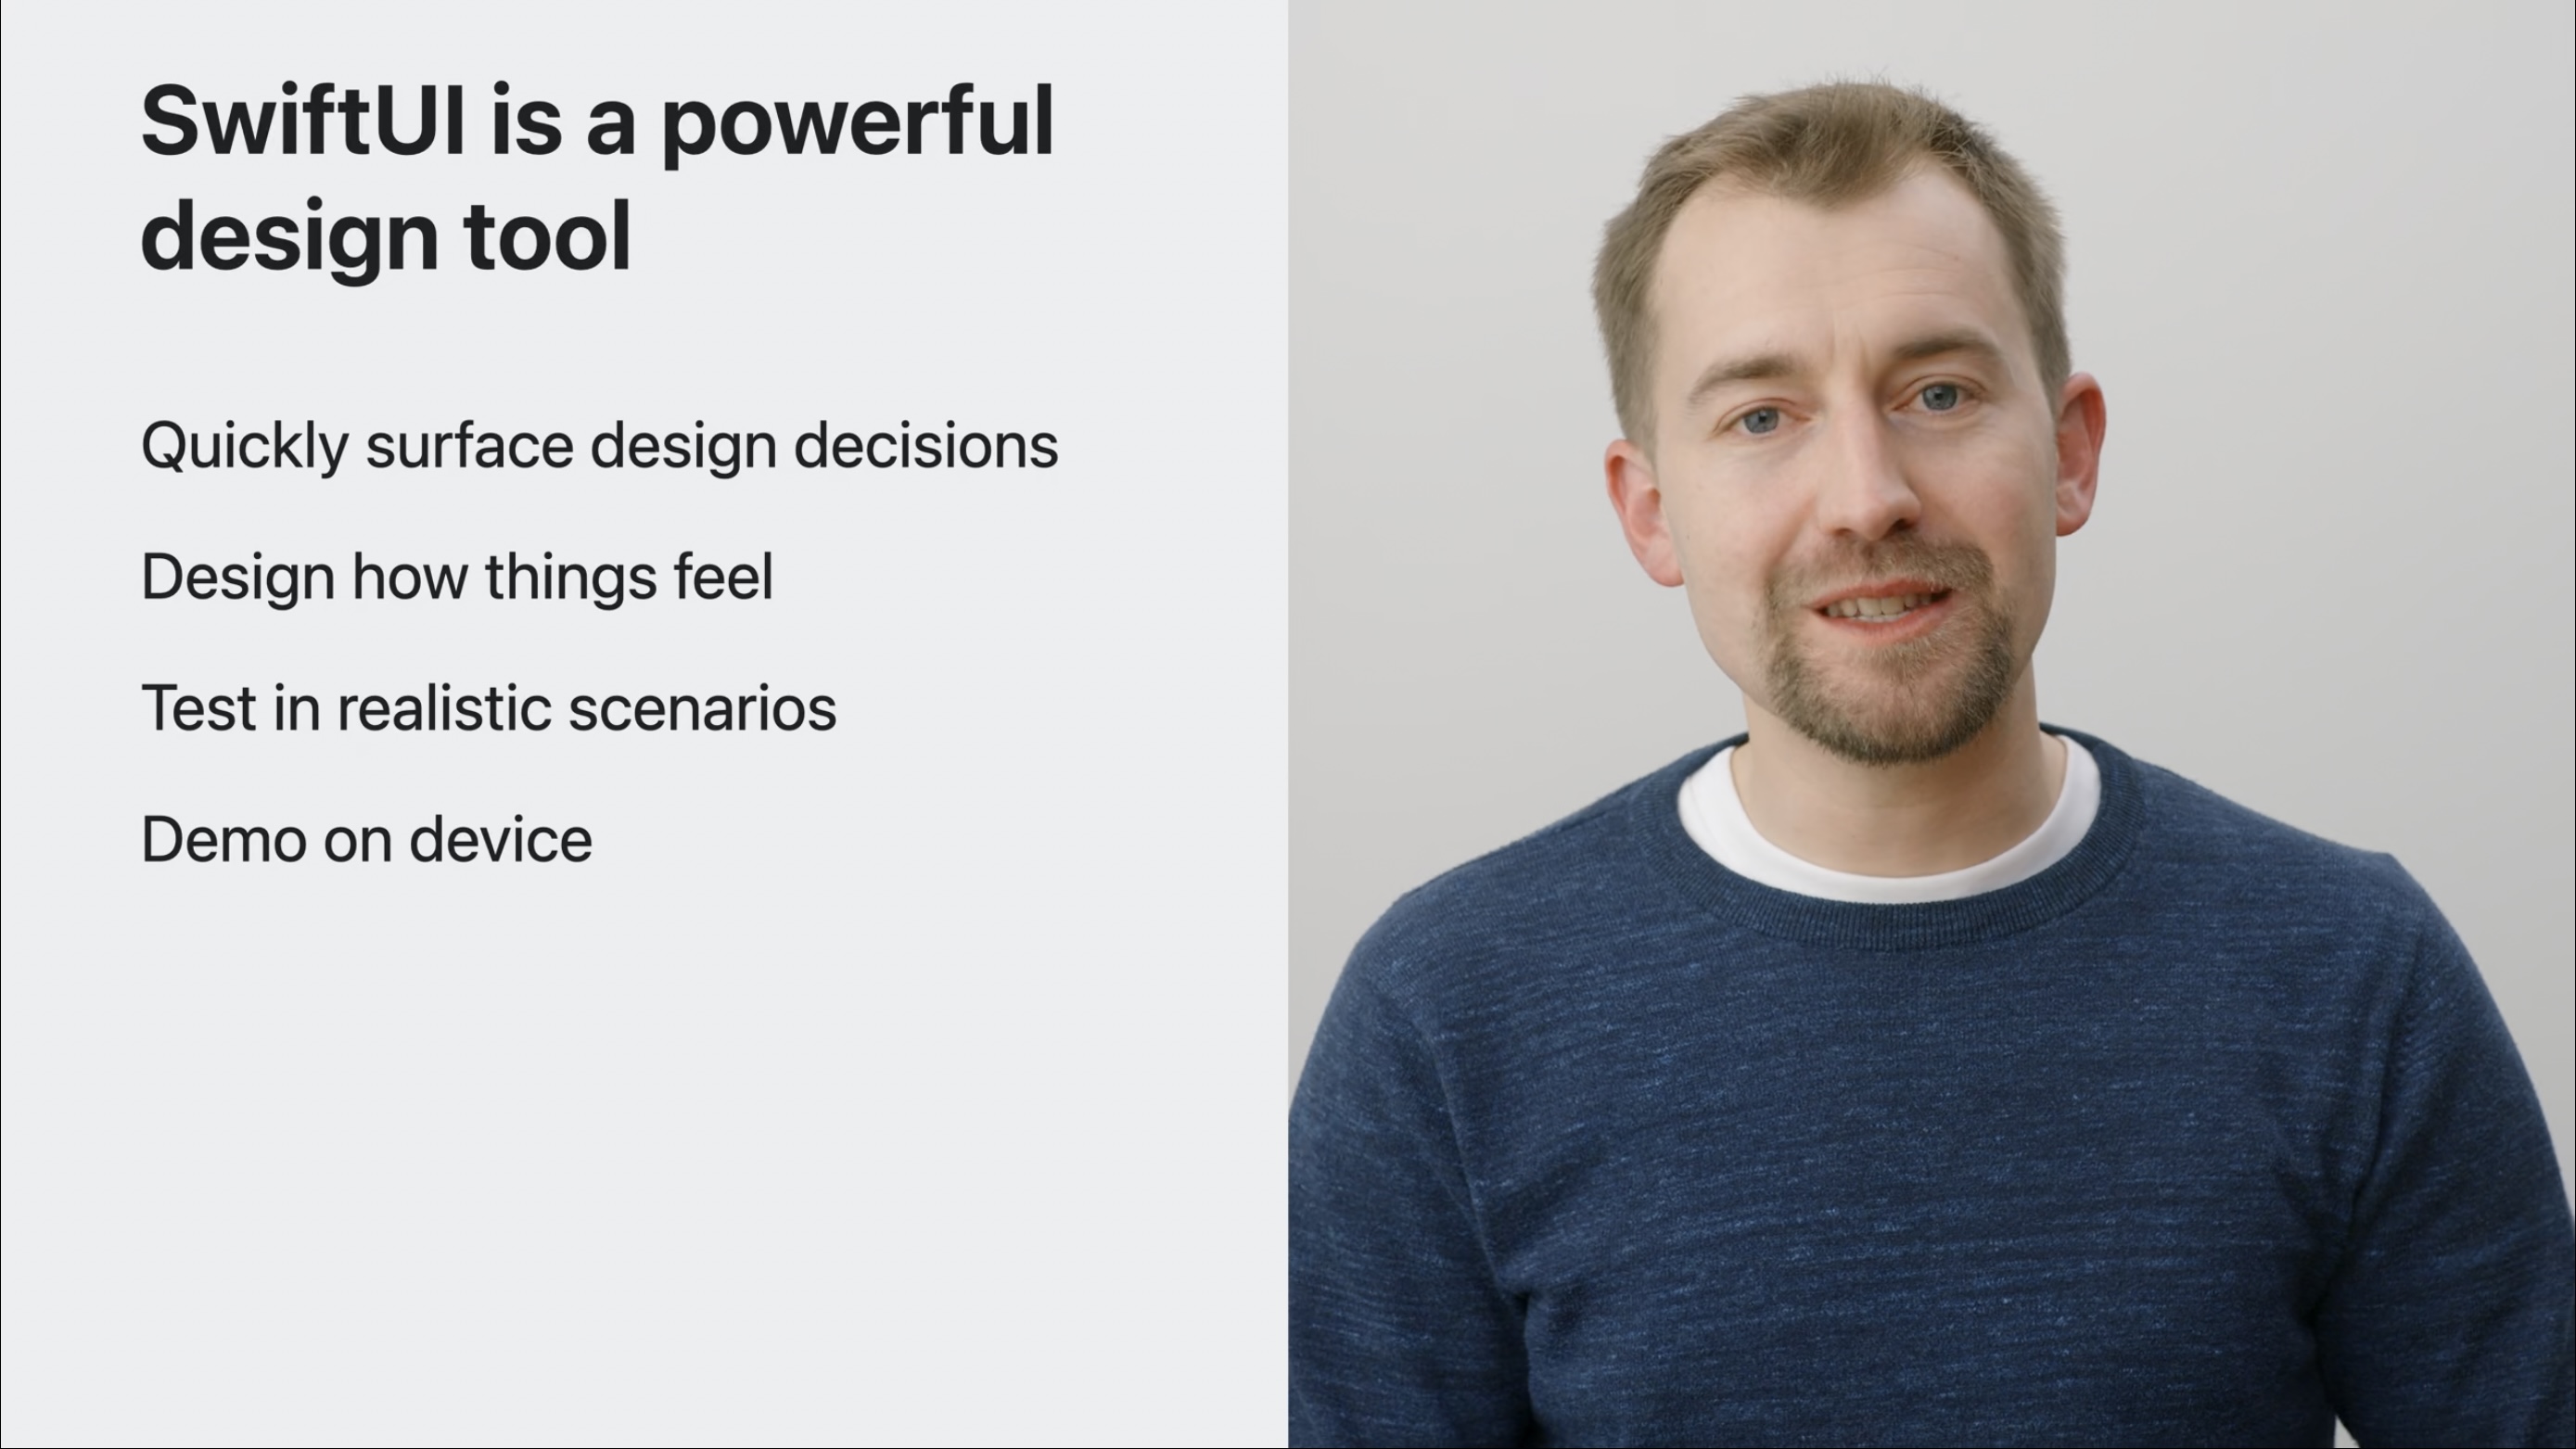 SwiftUI is a powerful
design tool
Quickly surface design decisions
Design how things feel
Test in realistic scenarios
Demo on device